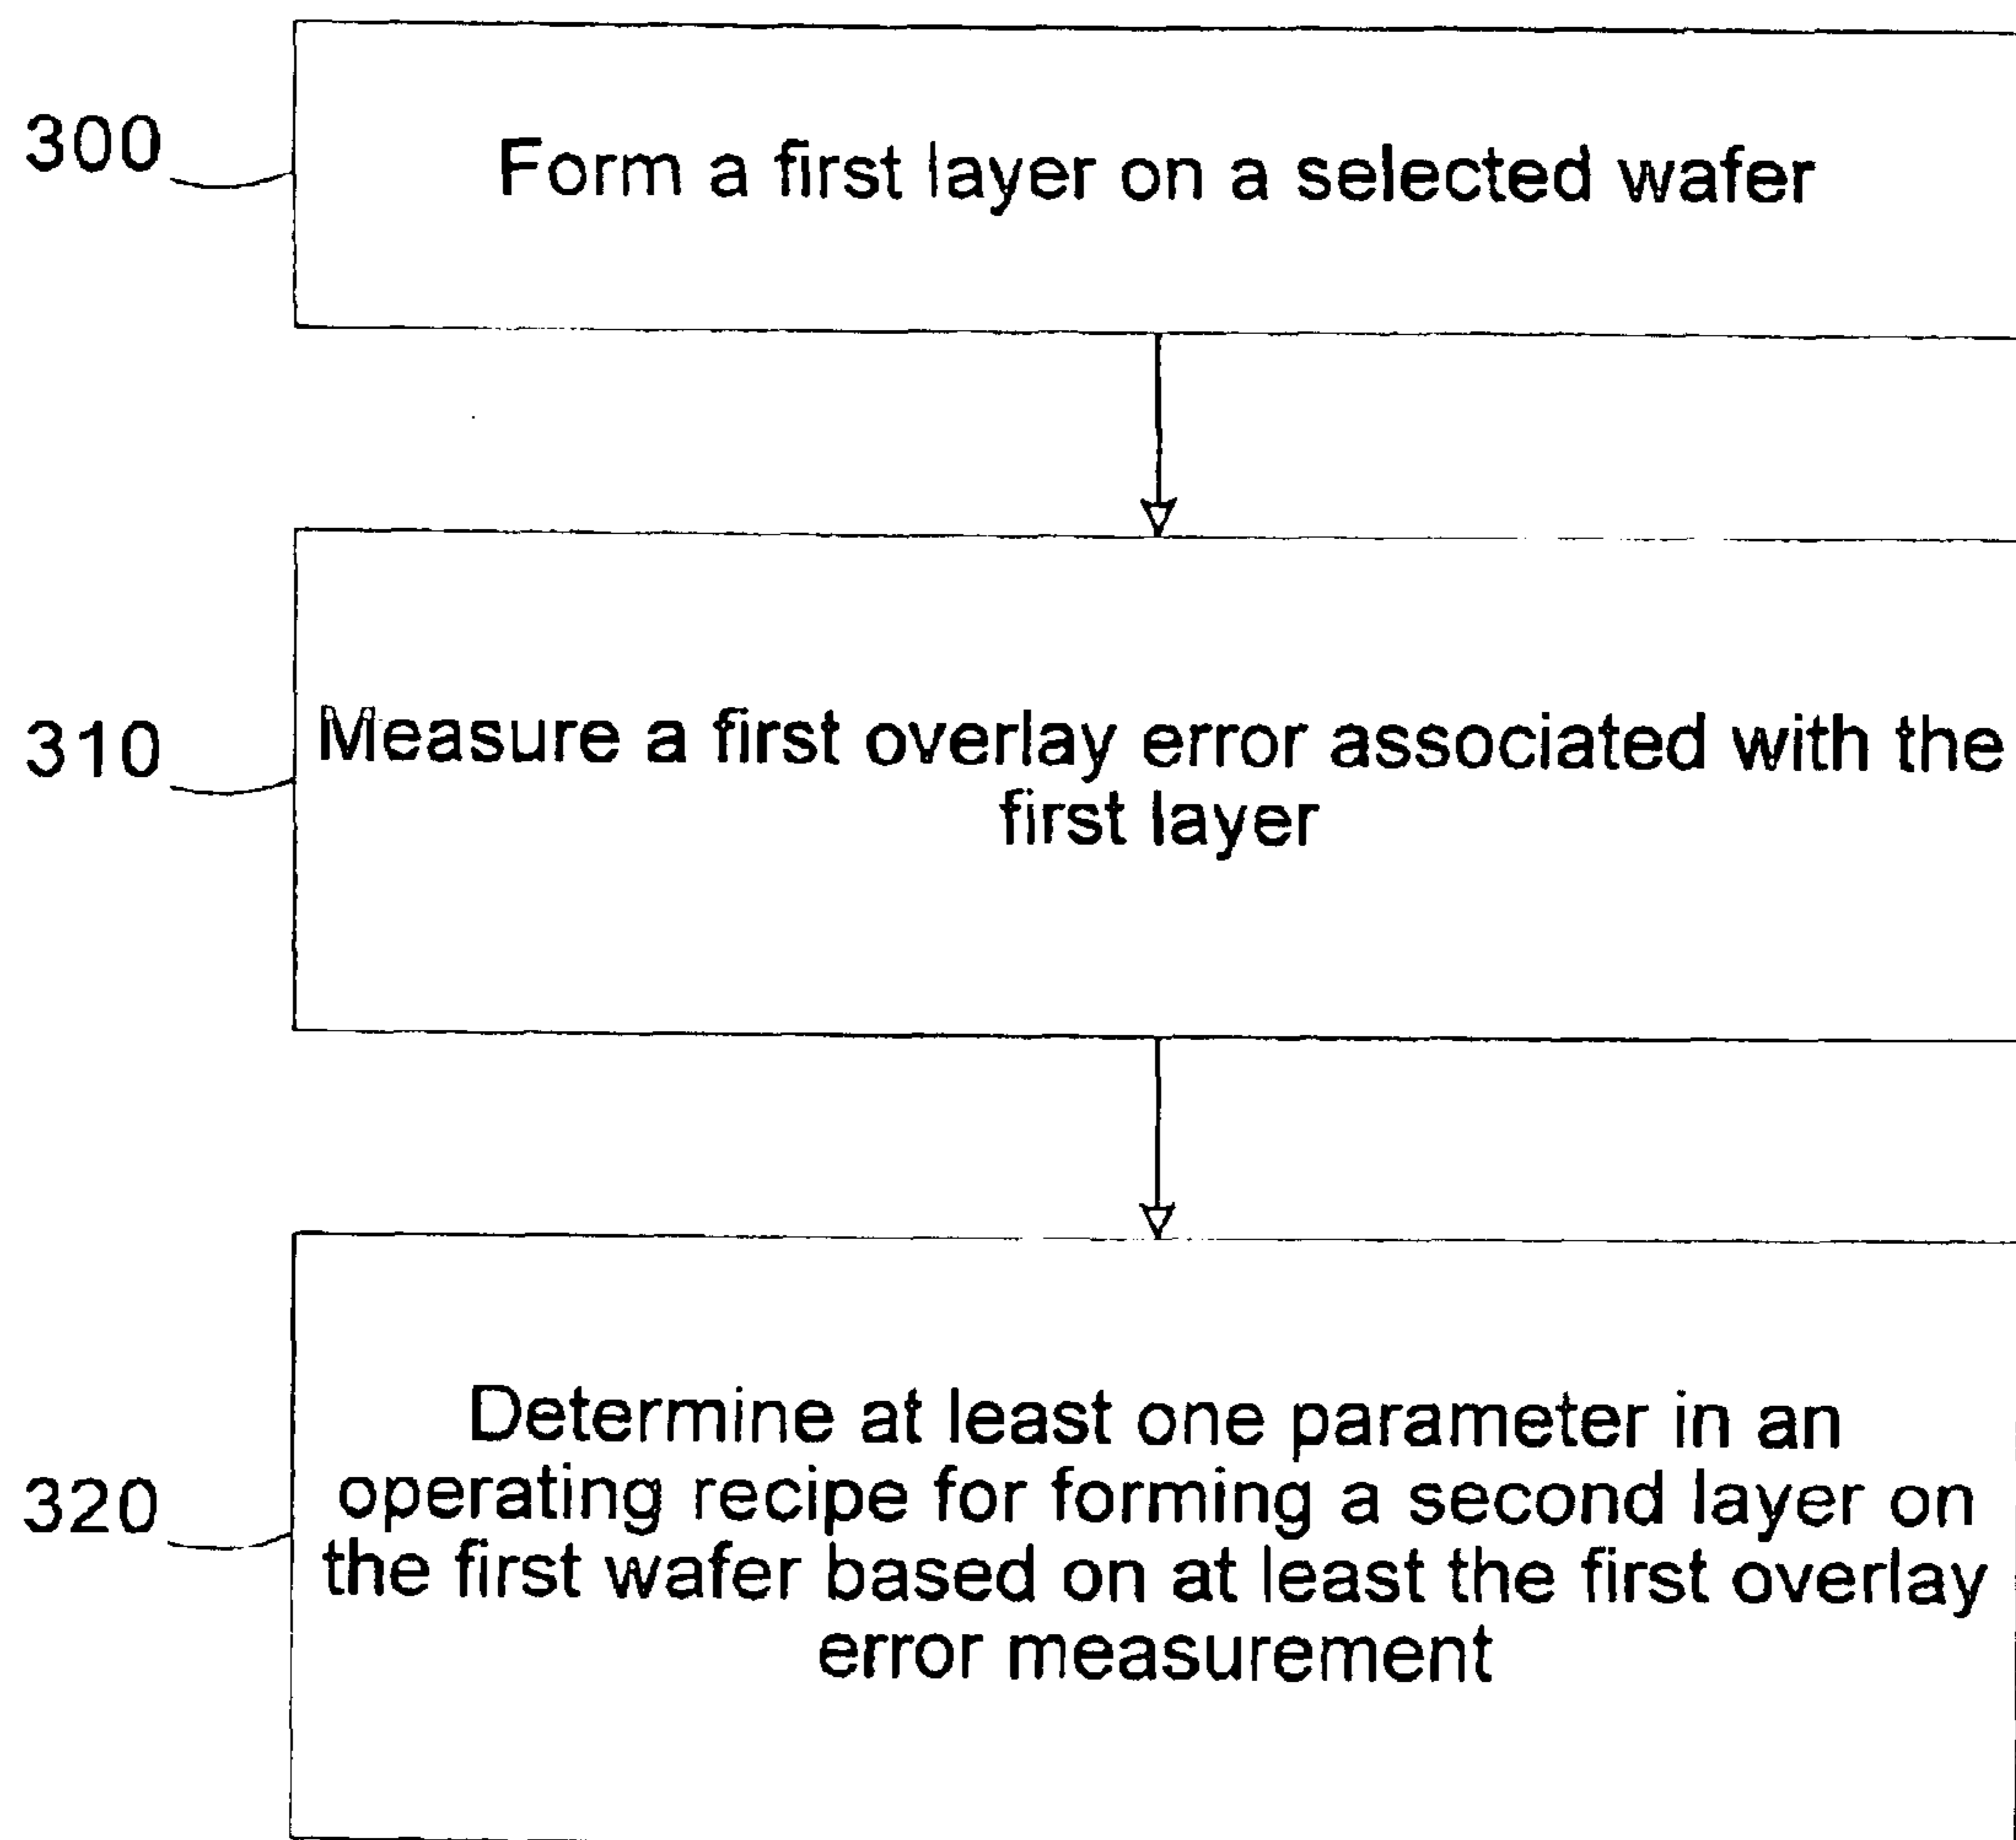 300
Form a first layer on a selected wafer
310
Measure a first overlay error associated with the
first layer
320
Determine at least one parameter in an
operating recipe for forming a second layer on
the first wafer based on at least the first overlay
error measurement